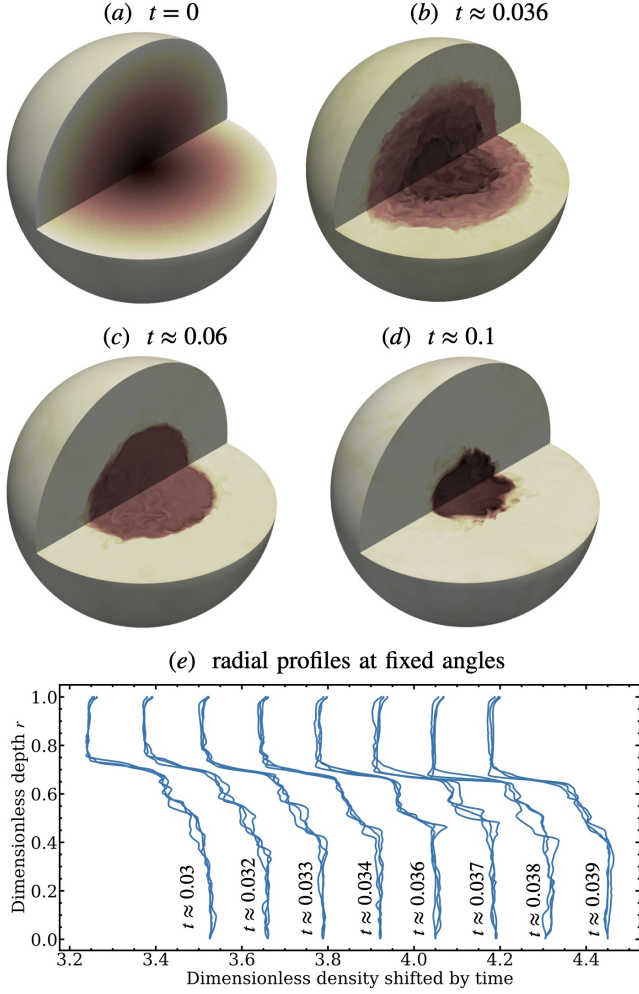 (a) t = 0
(b) t ≈ 0.036
(c) t ≈ 0.06
(d) t ≈ 0.1
(e) radial profiles at fixed angles
Dimensionless depth r
1.0
0.8
0.6
0.4
0.2
0.0
t ≈ 0.03
t ≈ 0.032
t ≈ 0.033
t ≈ 0.034
t ≈ 0.036
t ≈ 0.037
t ≈ 0.038
t ≈ 0.039
3.2 3.4 3.6 3.8 4.0 4.2 4.4
Dimensionless density shifted by time